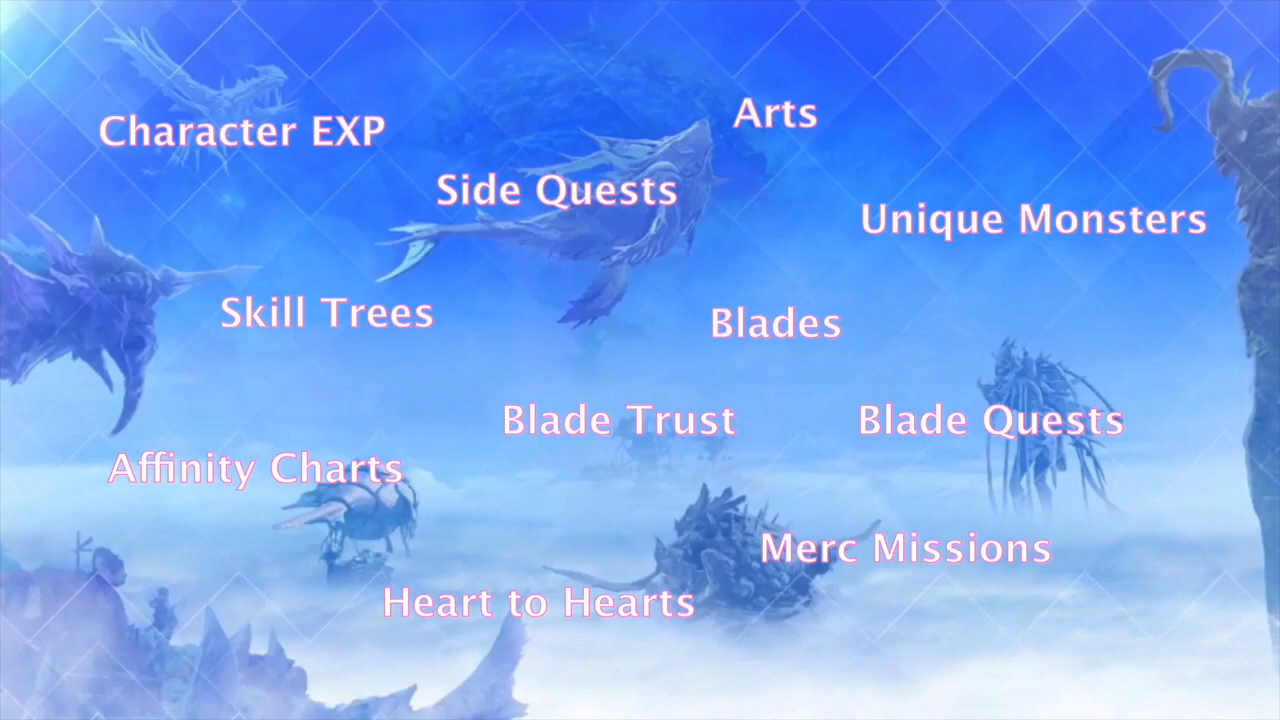 Arts
Character EXP
Side Quests
Unique Monsters
Skill Trees
Blades
Blade Trust
Blade Quests
Affinity Charts
Merc Missions
Heart to Hearts